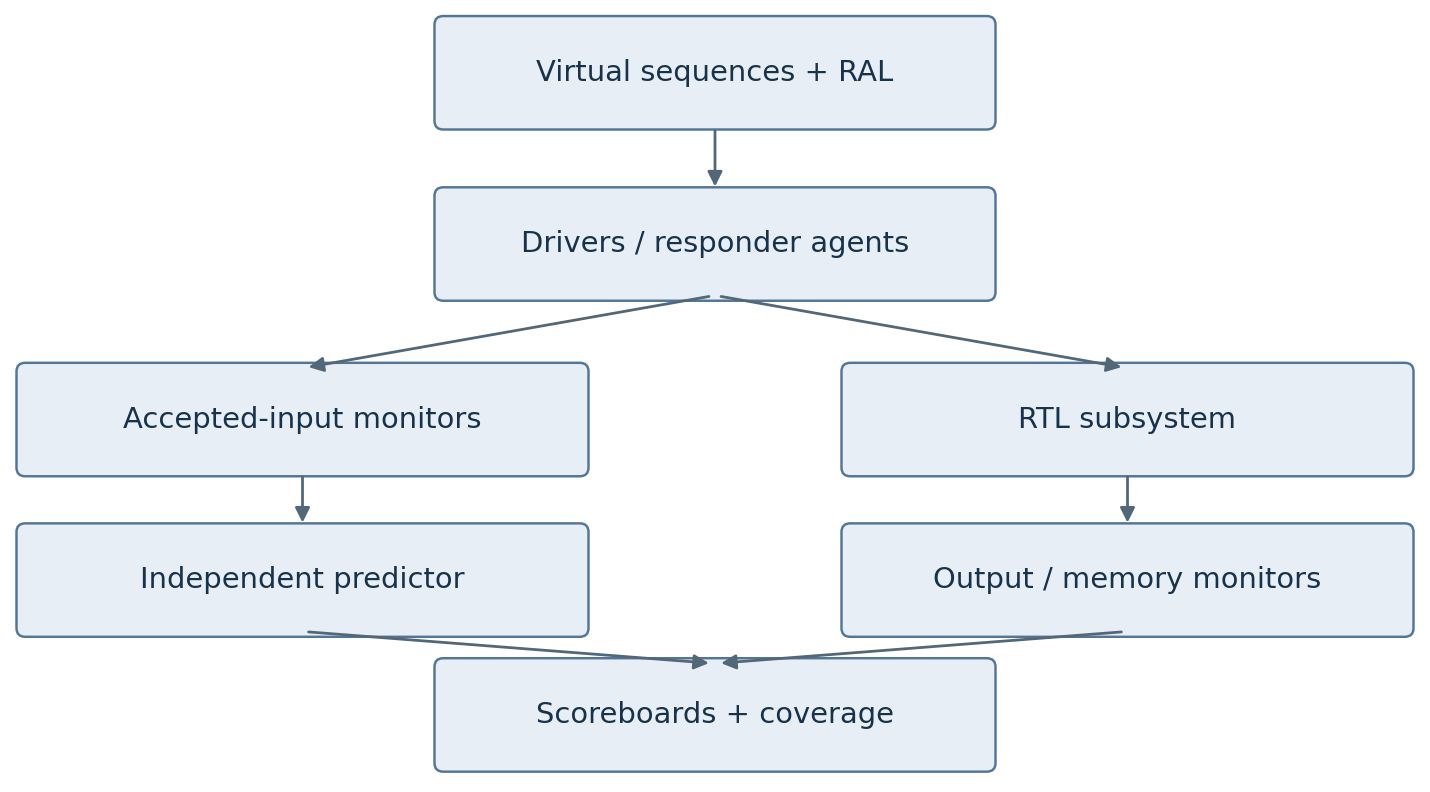 Virtual sequences + RAL
Drivers / responder agents
Accepted-input monitors
RTL subsystem
Independent predictor
Output / memory monitors
Scoreboards + coverage